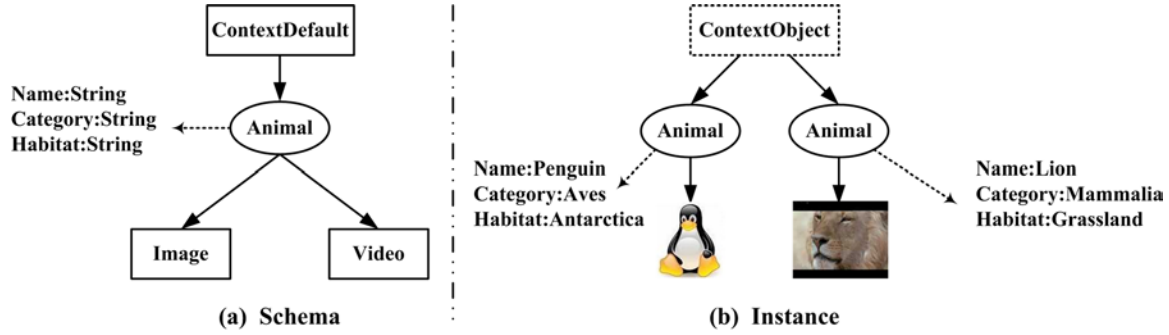 ContextDefault
Name:String
Category:String
Habitat:String
Animal
Image
Video
(a) Schema
ContextObject
Animal
Animal
Name:Penguin
Category:Aves
Habitat:Antarctica
Name:Lion
Category:Mammalia
Habitat:Grassland
(b) Instance